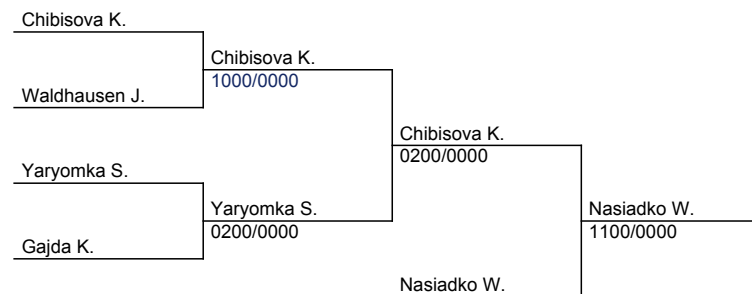 Chibisova K.
Chibisova K.
1000/0000
Waldhausen J.
Chibisova K.
0200/0000
Yaryomka S.
Yaryomka S.
0200/0000
Nasiadko W.
1100/0000
Gajda K.
Nasiadko W.